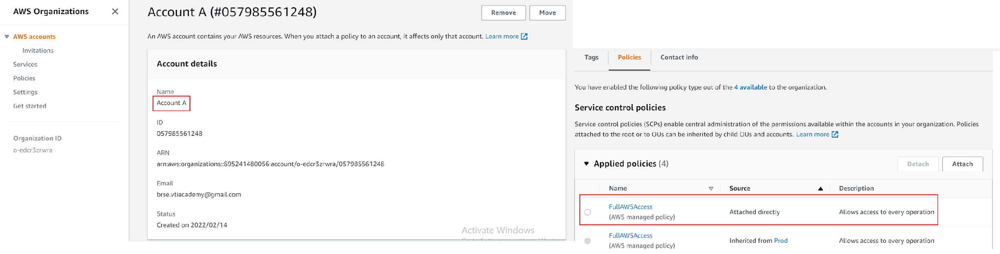 AWS Organizations
AWS accounts
Invitations
Services
Policies
Settings
Get started
Organization ID
o-edcr3zrwra
Account A (#057985561248)
Remove
Move
An AWS account contains your AWS resources. When you attach a policy to an account, it affects only that account. Learn more
Account details
Name
Account A
ID
057985561248
ARN
arn:aws:organizations::695241480056:account/o-edcr3zrwra/057985561248
Email
brse.vtiacademy@gmail.com
Status
Created on 2022/02/14
Activate Windows
Tags
Policies
Contact info
You have enabled the following policy type out of the 4 available to the organization.
Service control policies
Service control policies (SCPs) enable central administration of the permissions available within the accounts in your organization. Policies
attached to the root or to OUs can be inherited by child OUs and accounts. Learn more
Applied policies (4)
Detach
Attach
Name
Source
Description
FullAWSAccess
(AWS managed policy)
Attached directly
Allows access to every operation
FullAWSAccess
(AWS managed policy)
Inherited from Prod
Allows access to every operation